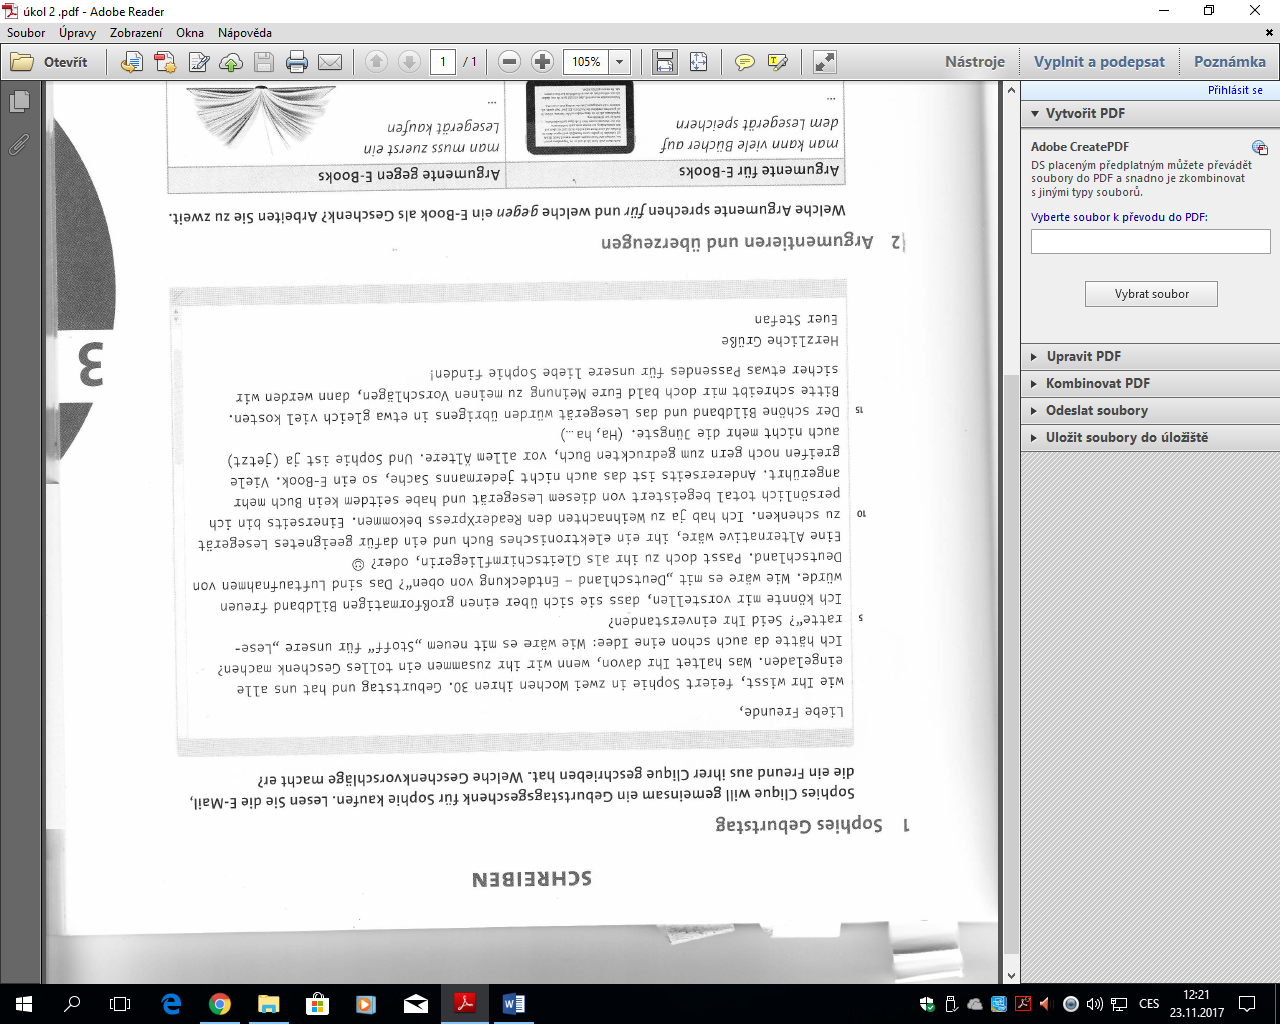 úkol 2 .pdf - Adobe Reader
Soubor Úpravy Zobrazení Okna Nápověda
Otevřít
1 / 1
105%
Nástroje
Vyplnit a podepsat
Poznámka
Přihlásit se
Vytvořit PDF
Adobe CreatePDF
DS placeným předplatným můžete převádět
soubory do PDF a snadno je zkombinovat
s jinými typy souborů.
Vyberte soubor k převodu do PDF:
Vybrat soubor
Upravit PDF
Kombinovat PDF
Odeslat soubory
Uložit soubory do úložiště
SCHREIBEN
1 Sophies Geburtstag
Sophies Clique will gemeinsam ein Geburtstagsgeschenk für Sophie kaufen. Lesen Sie die E-Mail,
die ein Freund aus ihrer Clique geschrieben hat. Welche Geschenkvorschläge macht er?
Liebe Freunde,
wie Ihr wisst, feiert Sophie in zwei Wochen ihren 30. Geburtstag und hat uns alle
eingeladen. Was haltet Ihr davon, wenn wir ihr zusammen ein tolles Geschenk machen?
Ich hätte da auch schon eine Idee: Wie wäre es mit neuem „Stoff“ für unsere „Lese-
5 ratte“? Seid Ihr einverstanden?
Ich könnte mir vorstellen, dass sie sich über einen großformatigen Bildband freuen
würde. Wie wäre es mit „Deutschland – Entdeckung von oben“? Das sind Luftaufnahmen von
Deutschland. Passt doch zu ihr als Gleitschirmfliegerin, oder? ☺
Eine Alternative wäre, ihr ein elektronisches Buch und ein dafür geeignetes Lesegerät
10 zu schenken. Ich hab ja zu Weihnachten den ReaderXpress bekommen. Einerseits bin ich
persönlich total begeistert von diesem Lesegerät und habe seitdem kein Buch mehr
angerührt. Andererseits ist das auch nicht jedermanns Sache, so ein E-Book. Viele
greifen noch gern zum gedruckten Buch, vor allem Ältere. Und Sophie ist ja (jetzt)
auch nicht mehr die Jüngste. (Ha, ha …)
15 Der schöne Bildband und das Lesegerät würden übrigens in etwa gleich viel kosten.
Bitte schreibt mir doch bald Eure Meinung zu meinen Vorschlägen, dann werden wir
sicher etwas Passendes für unsere liebe Sophie finden!
Herzliche Grüße
Euer Stefan
3
2 Argumentieren und überzeugen
Welche Argumente sprechen für und welche gegen ein E-Book als Geschenk? Arbeiten Sie zu zweit.
Argumente für E-Books
Argumente gegen E-Books
man kann viele Bücher auf
dem Lesegerät speichern
...
man muss zuerst ein
Lesegerät kaufen
...
CES
12:21
23.11.2017